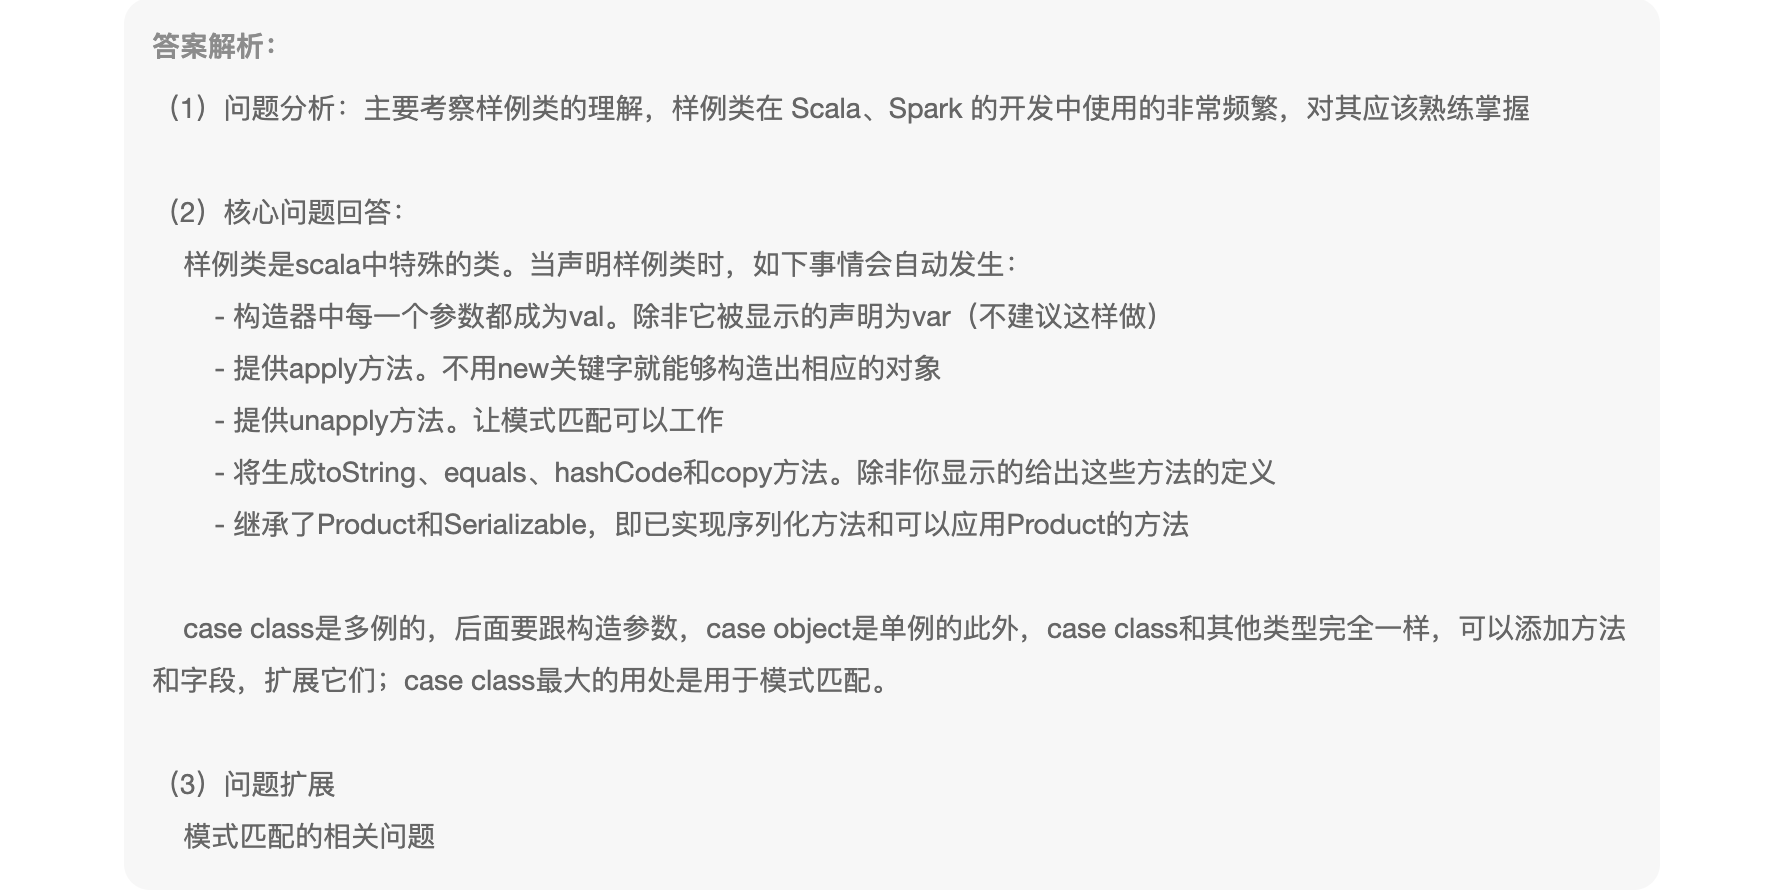 答案解析：
（1）问题分析：主要考察样例类的理解，样例类在 Scala、Spark 的开发中使用的非常频繁，对其应该熟练掌握
（2）核心问题回答：
样例类是scala中特殊的类。当声明样例类时，如下事情会自动发生：
- 构造器中每一个参数都成为val。除非它被显示的声明为var（不建议这样做）
- 提供apply方法。不用new关键字就能够构造出相应的对象
- 提供unapply方法。让模式匹配可以工作
- 将生成toString、equals、hashCode和copy方法。除非你显示的给出这些方法的定义
- 继承了Product和Serializable，即已实现序列化方法和可以应用Product的方法
case class是多例的，后面要跟构造参数，case object是单例的此外，case class和其他类型完全一样，可以添加方法
和字段，扩展它们；case class最大的用处是用于模式匹配。
（3）问题扩展
模式匹配的相关问题